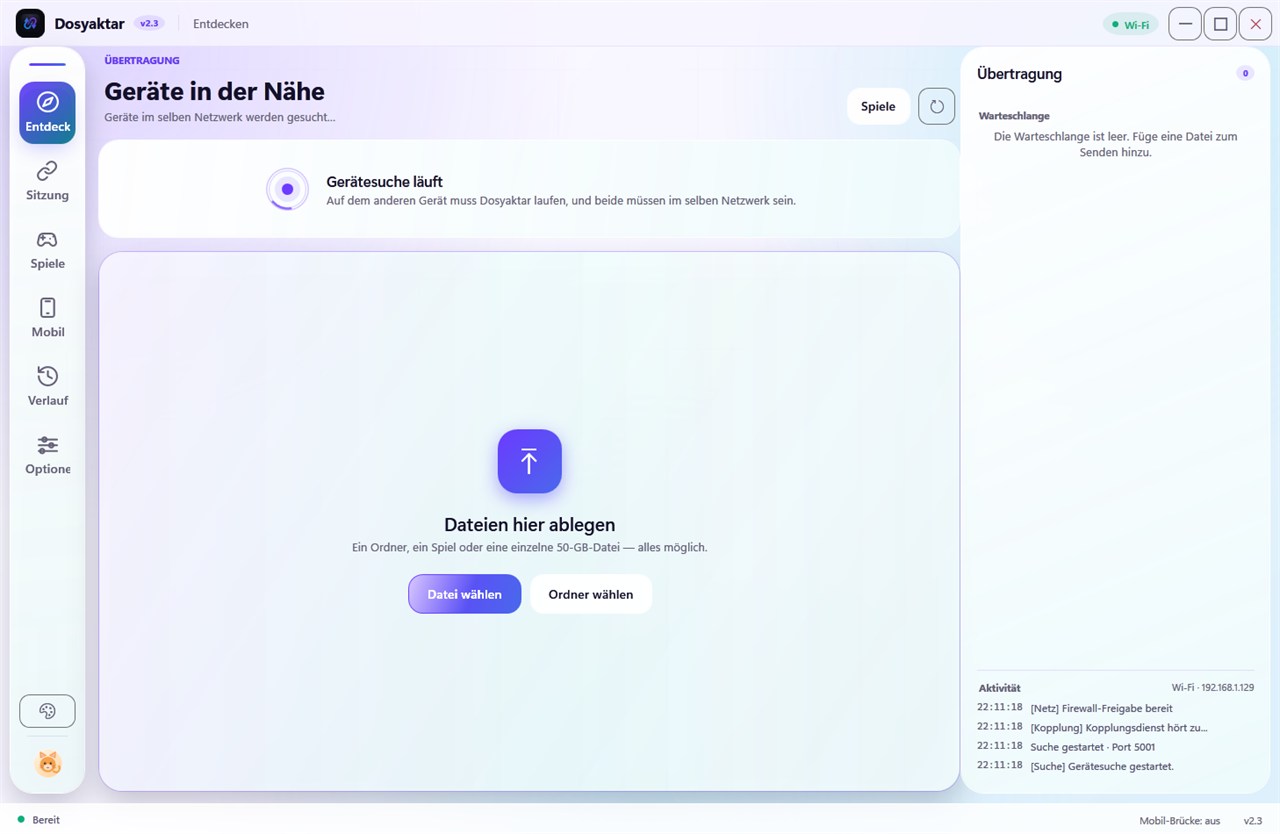 Dosyaktar
v2.3
Entdecken
Wi-Fi
Entdeck
Sitzung
Spiele
Mobil
Verlauf
Optione
ÜBERTRAGUNG
Geräte in der Nähe
Geräte im selben Netzwerk werden gesucht...
Spiele
Gerätesuche läuft
Auf dem anderen Gerät muss Dosyaktar laufen, und beide müssen im selben Netzwerk sein.
Dateien hier ablegen
Ein Ordner, ein Spiel oder eine einzelne 50-GB-Datei — alles möglich.
Datei wählen
Ordner wählen
Übertragung
0
Warteschlange
Die Warteschlange ist leer. Füge eine Datei zum
Senden hinzu.
Aktivität
Wi-Fi · 192.168.1.129
22:11:18 [Netz] Firewall-Freigabe bereit
22:11:18 [Kopplung] Kopplungsdienst hört zu...
22:11:18 Suche gestartet · Port 5001
22:11:18 [Suche] Gerätesuche gestartet.
Bereit
Mobil-Brücke: aus
v2.3